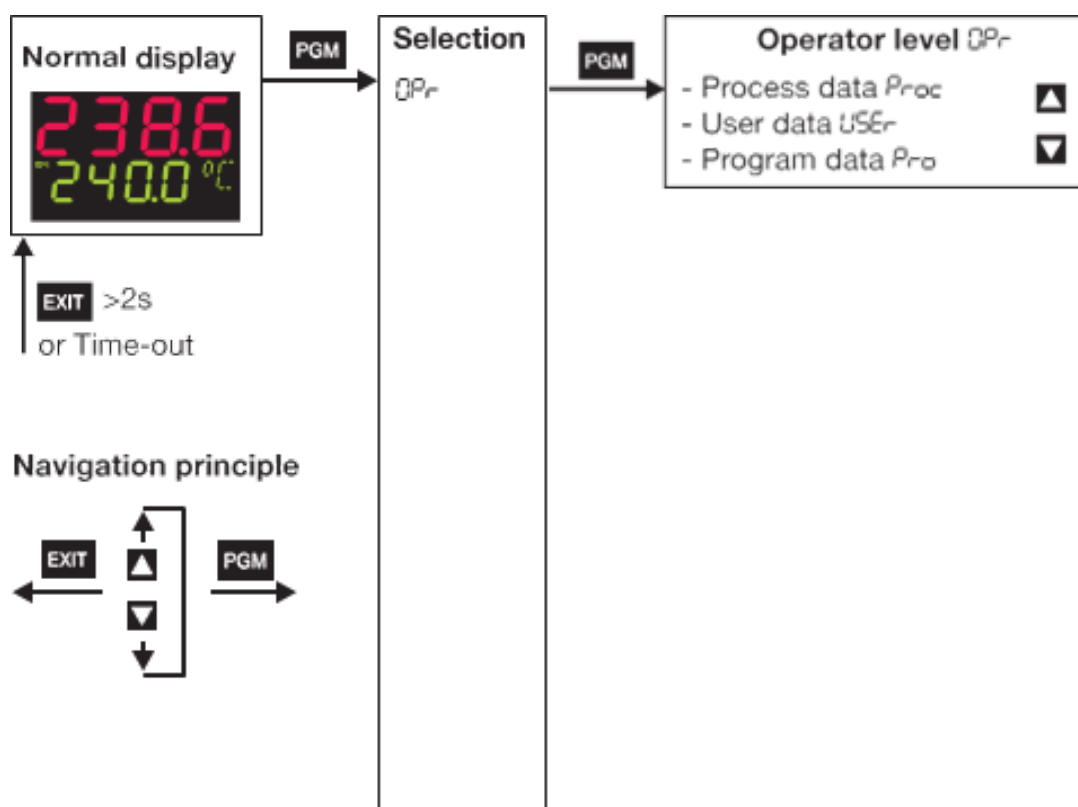 Normal display
PGM
238.6
240.0 °C
EXIT >2s
or Time-out
Selection
OPr
PGM
Operator level OPr
- Process data Proc
- User data USEr
- Program data Pro
Navigation principle
EXIT
PGM